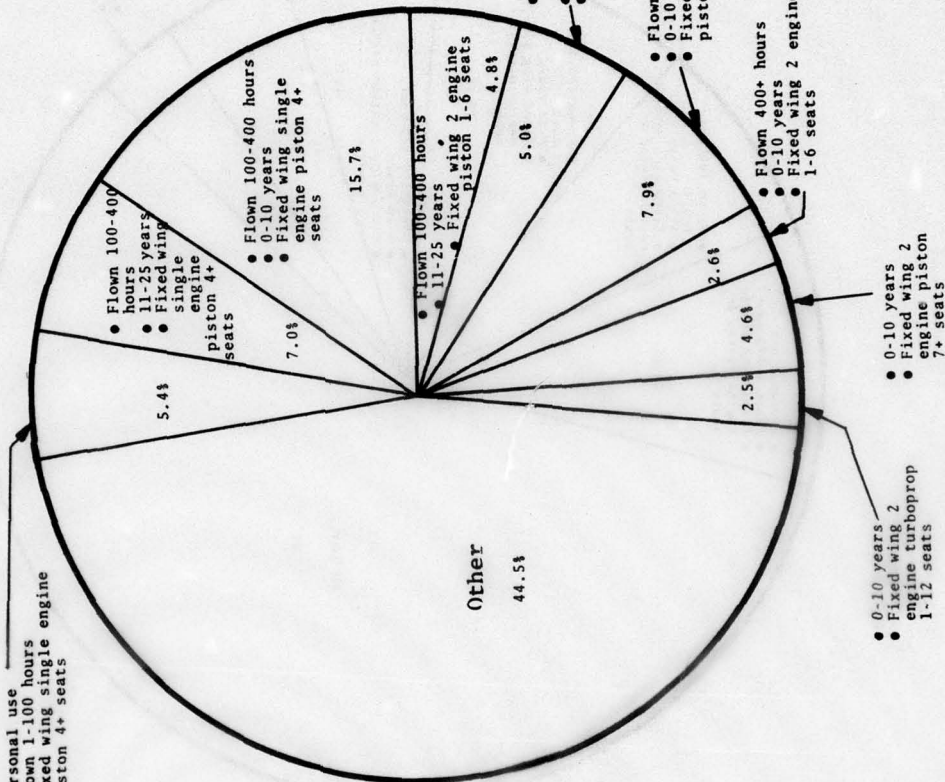 rsonal use
own 1-100 hours
xed wing single engine
ston 4+ seats
5.4%
• Flown 100-400
hours
• 11-25 years
• Fixed wing
single
engine
piston 4+
seats
7.0%
• Flown 100-400 hours
• 0-10 years
• Fixed wing single
engine piston 4+
seats
15.7%
• Flown 100-400 hours
• 11-25 years
• Fixed wing 2 engine
piston 1-6 seats
4.8%
5.0%
• Flown
• 0-10
• Fixed
piston
7.9%
• Flown 400+ hours
• 0-10 years
• Fixed wing 2 engin
1-6 seats
2.6%
• 0-10 years
• Fixed wing 2
engine piston
7+ seats
4.6%
• 0-10 years
• Fixed wing 2
engine turboprop
1-12 seats
2.5%
Other
44.5%